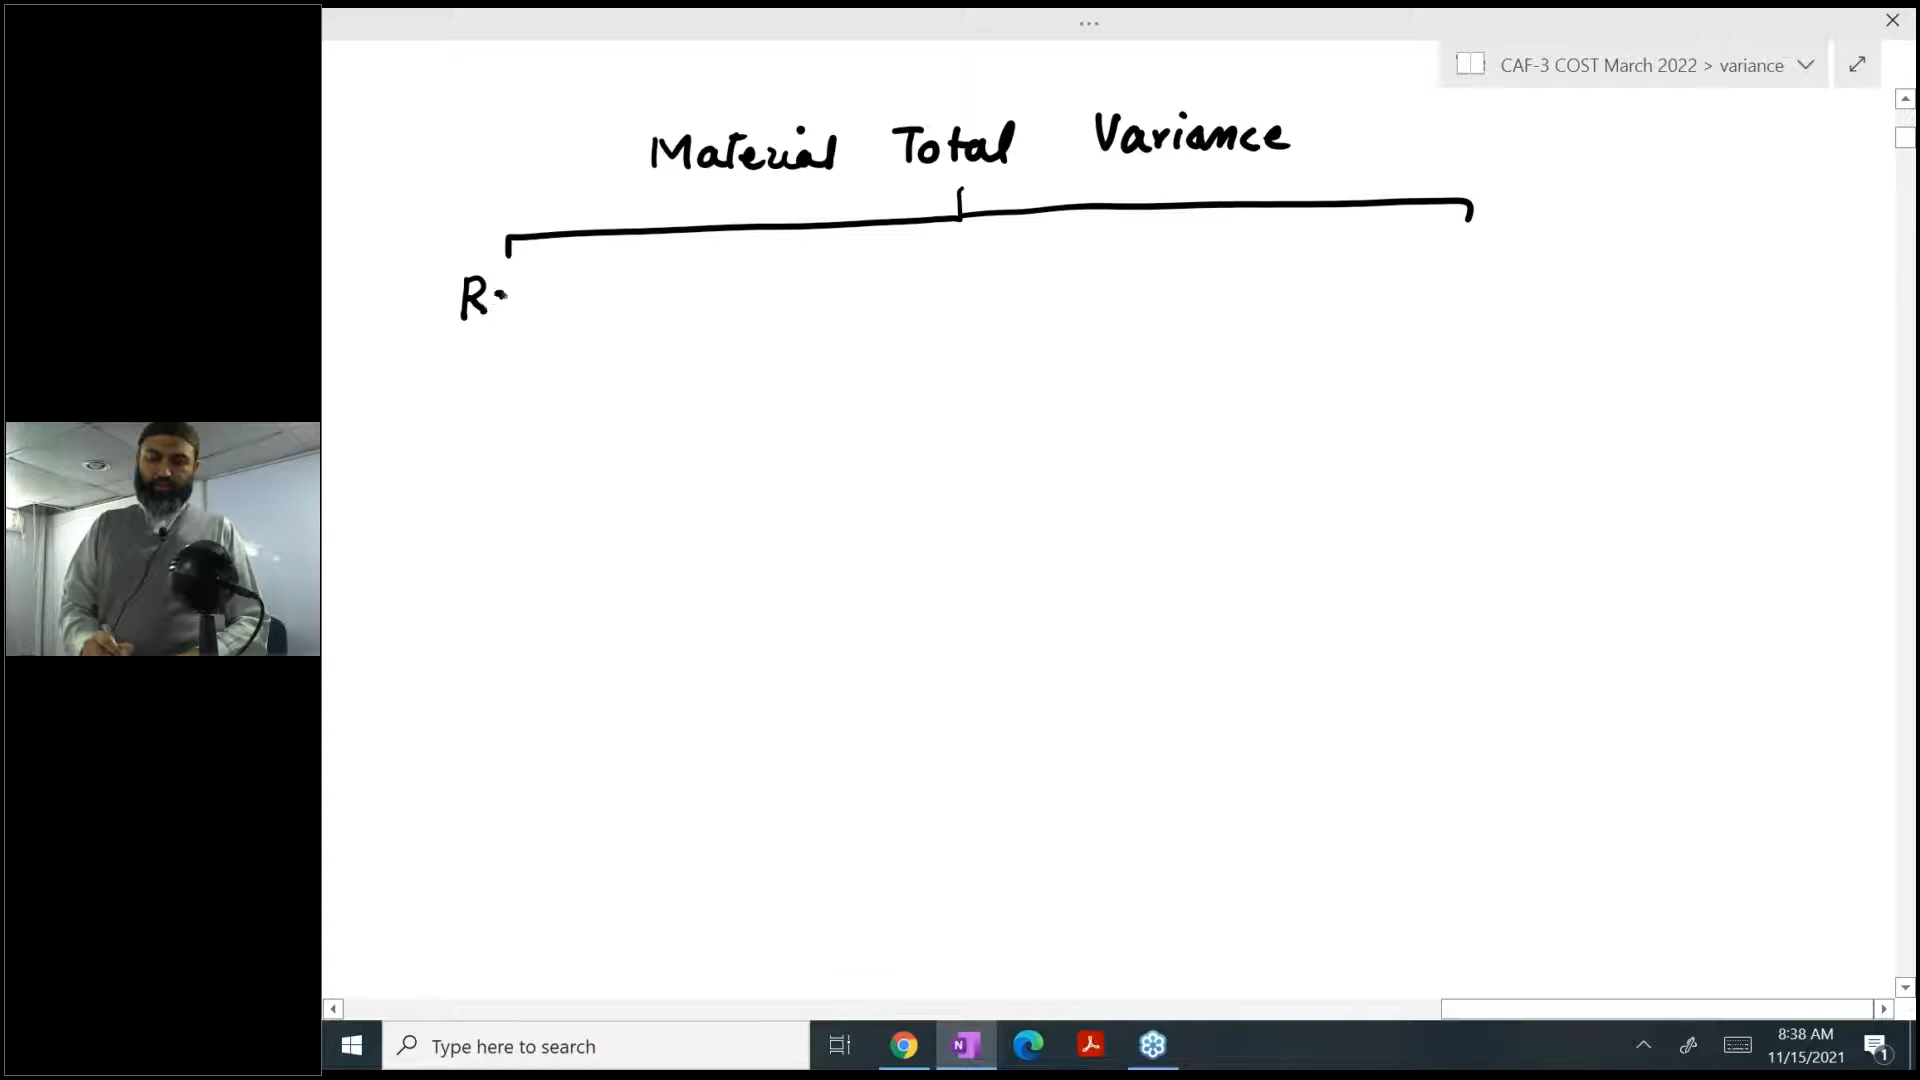 CAF-3 COST March 2022 > variance
Material Total Variance
R
Type here to search
8:38 AM
11/15/2021
1